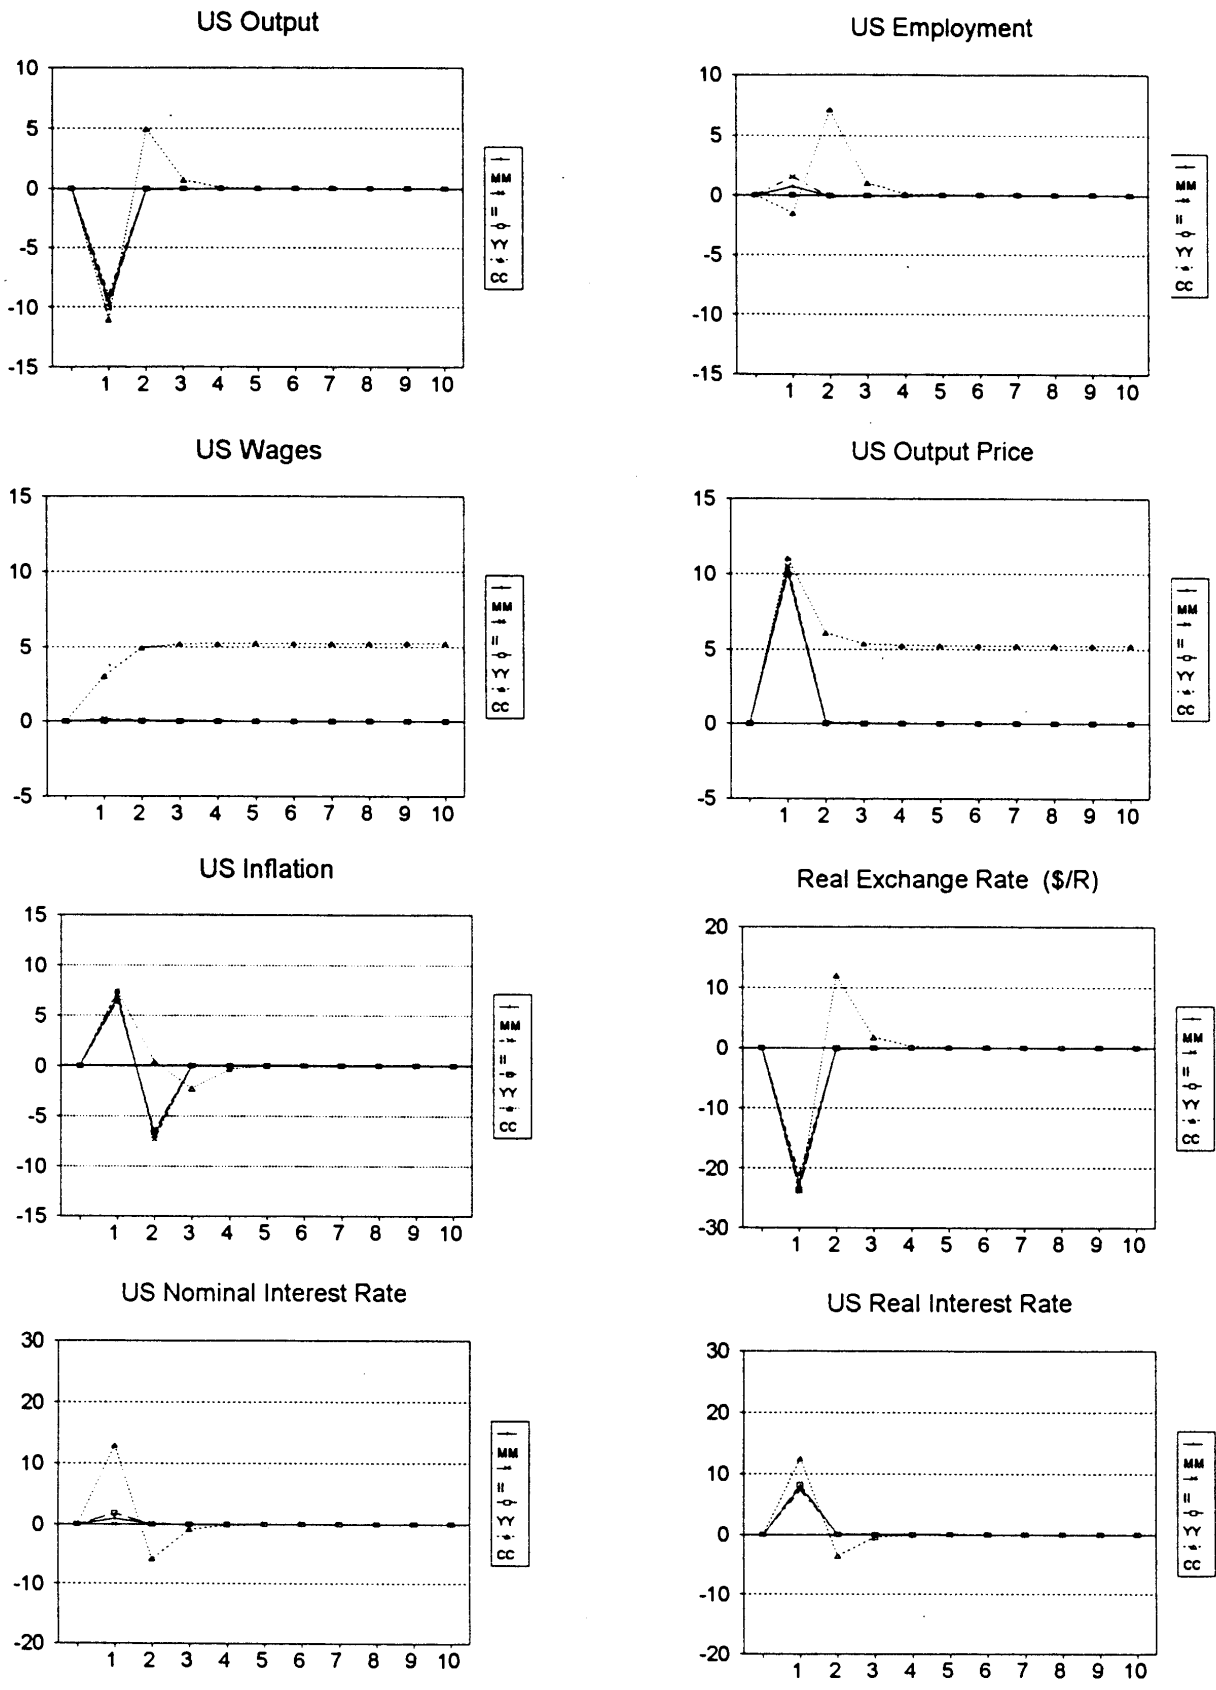 US Output
10
5
0
-5
-10
-15
1 2 3 4 5 6 7 8 9 10
MM
II
YY
CC
US Employment
10
5
0
-5
-10
-15
1 2 3 4 5 6 7 8 9 10
MM
II
YY
CC
US Wages
15
10
5
0
-5
1 2 3 4 5 6 7 8 9 10
MM
II
YY
CC
US Output Price
15
10
5
0
-5
1 2 3 4 5 6 7 8 9 10
MM
II
YY
CC
US Inflation
15
10
5
0
-5
-10
-15
1 2 3 4 5 6 7 8 9 10
MM
II
YY
CC
Real Exchange Rate ($/R)
20
10
0
-10
-20
-30
1 2 3 4 5 6 7 8 9 10
MM
II
YY
CC
US Nominal Interest Rate
30
20
10
0
-10
-20
1 2 3 4 5 6 7 8 9 10
MM
II
YY
CC
US Real Interest Rate
30
20
10
0
-10
-20
1 2 3 4 5 6 7 8 9 10
MM
II
YY
CC